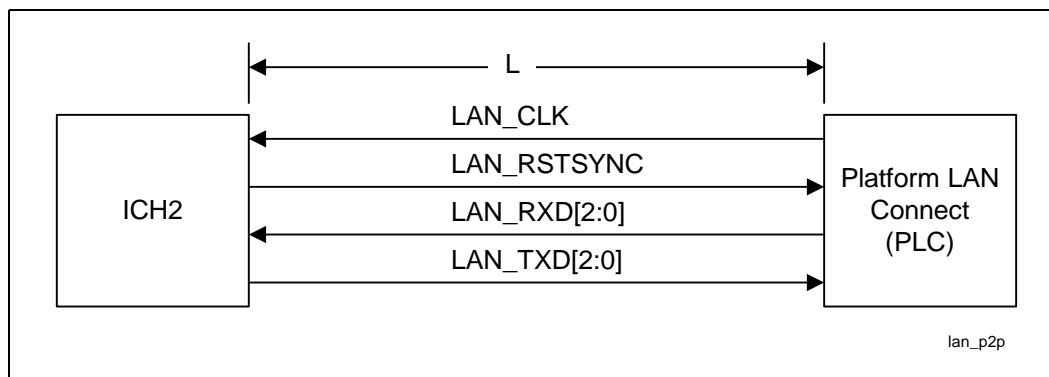 L
LAN_CLK
LAN_RSTSYNC
ICH2
LAN_RXD[2:0]
LAN_TXD[2:0]
Platform LAN
Connect
(PLC)
lan_p2p